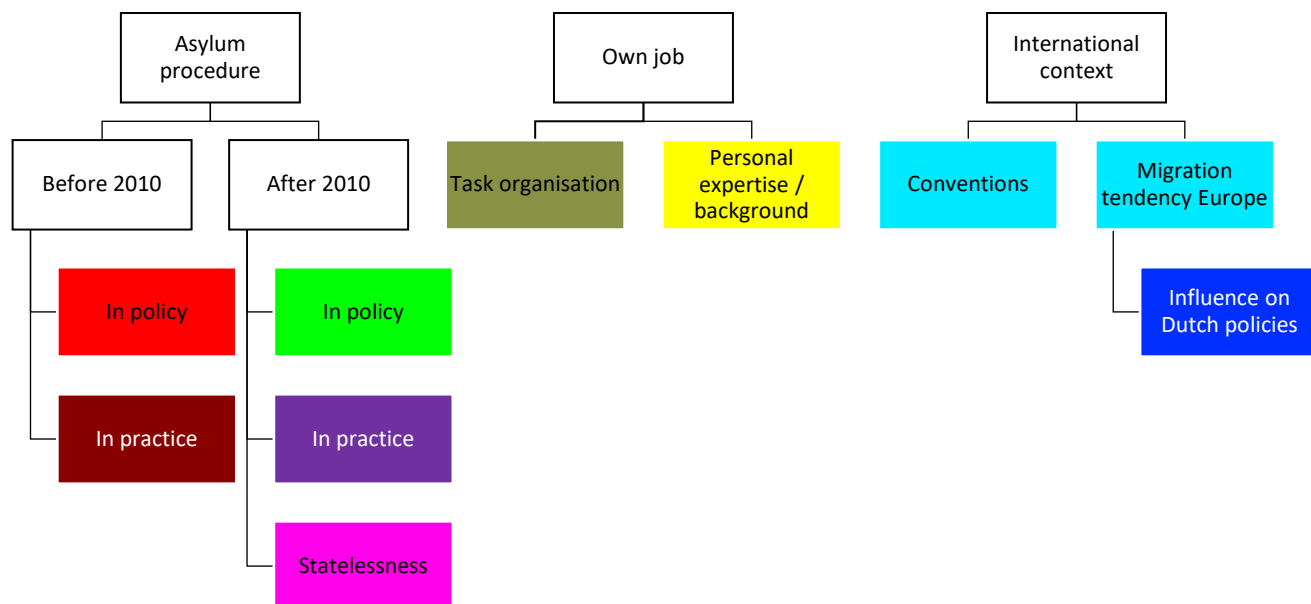 Asylum
procedure
Own job
International
context
Before 2010
After 2010
Task organisation
Personal
expertise /
background
Conventions
Migration
tendency Europe
In policy
In policy
Influence on
Dutch policies
In practice
In practice
Statelessness